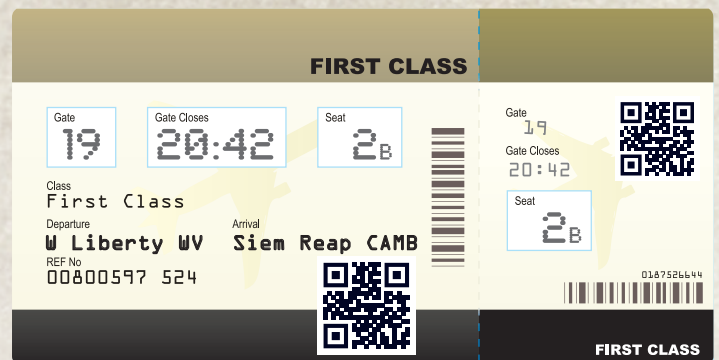 FIRST CLASS
Gate
19
Gate Closes
20:42
Seat
2B
Class
First Class
Departure
W Liberty WV
Arrival
Siem Reap CAMB
REF No
00800597 524
Gate
19
Gate Closes
20:42
Seat
2B
0187526644
FIRST CLASS